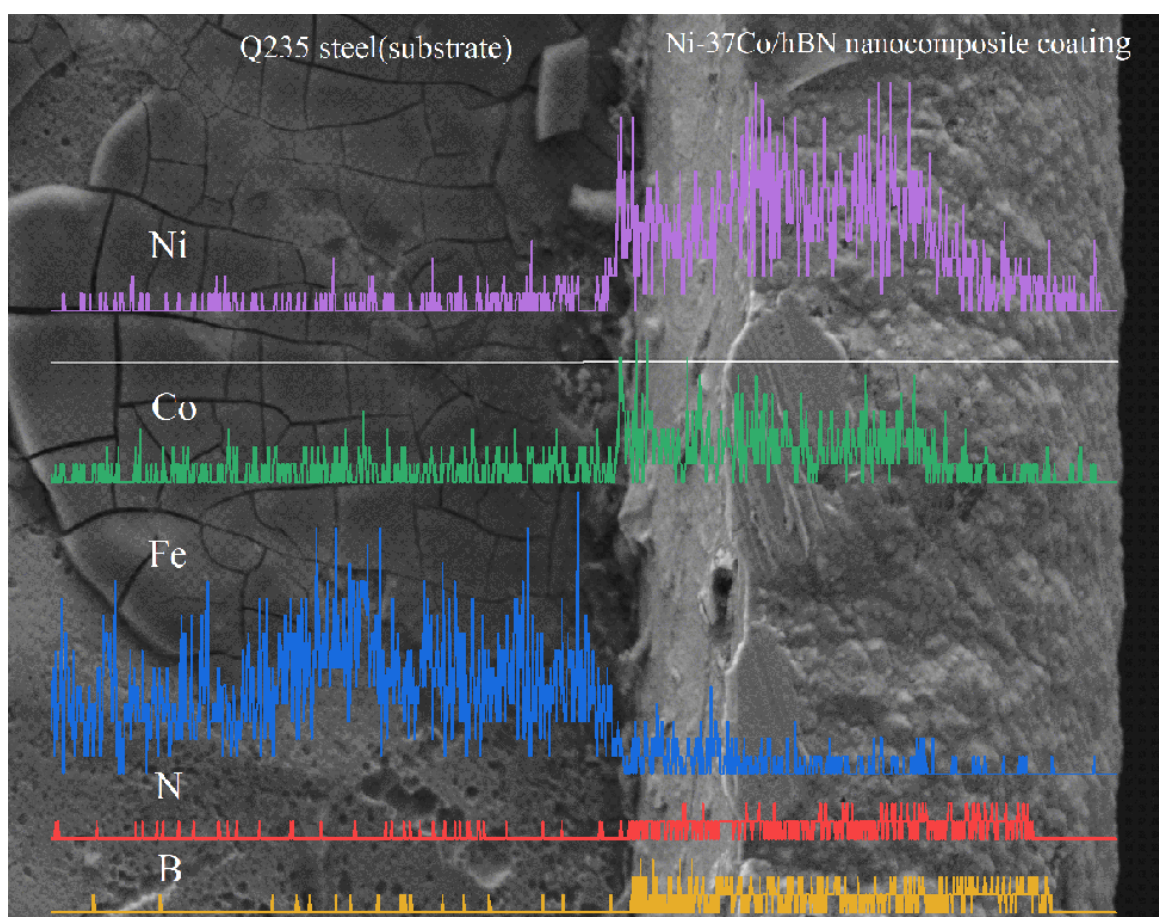 Q235 steel(substrate)
Ni-37Co/hBN nanocomposite coating
Ni
Co
Fe
N
B